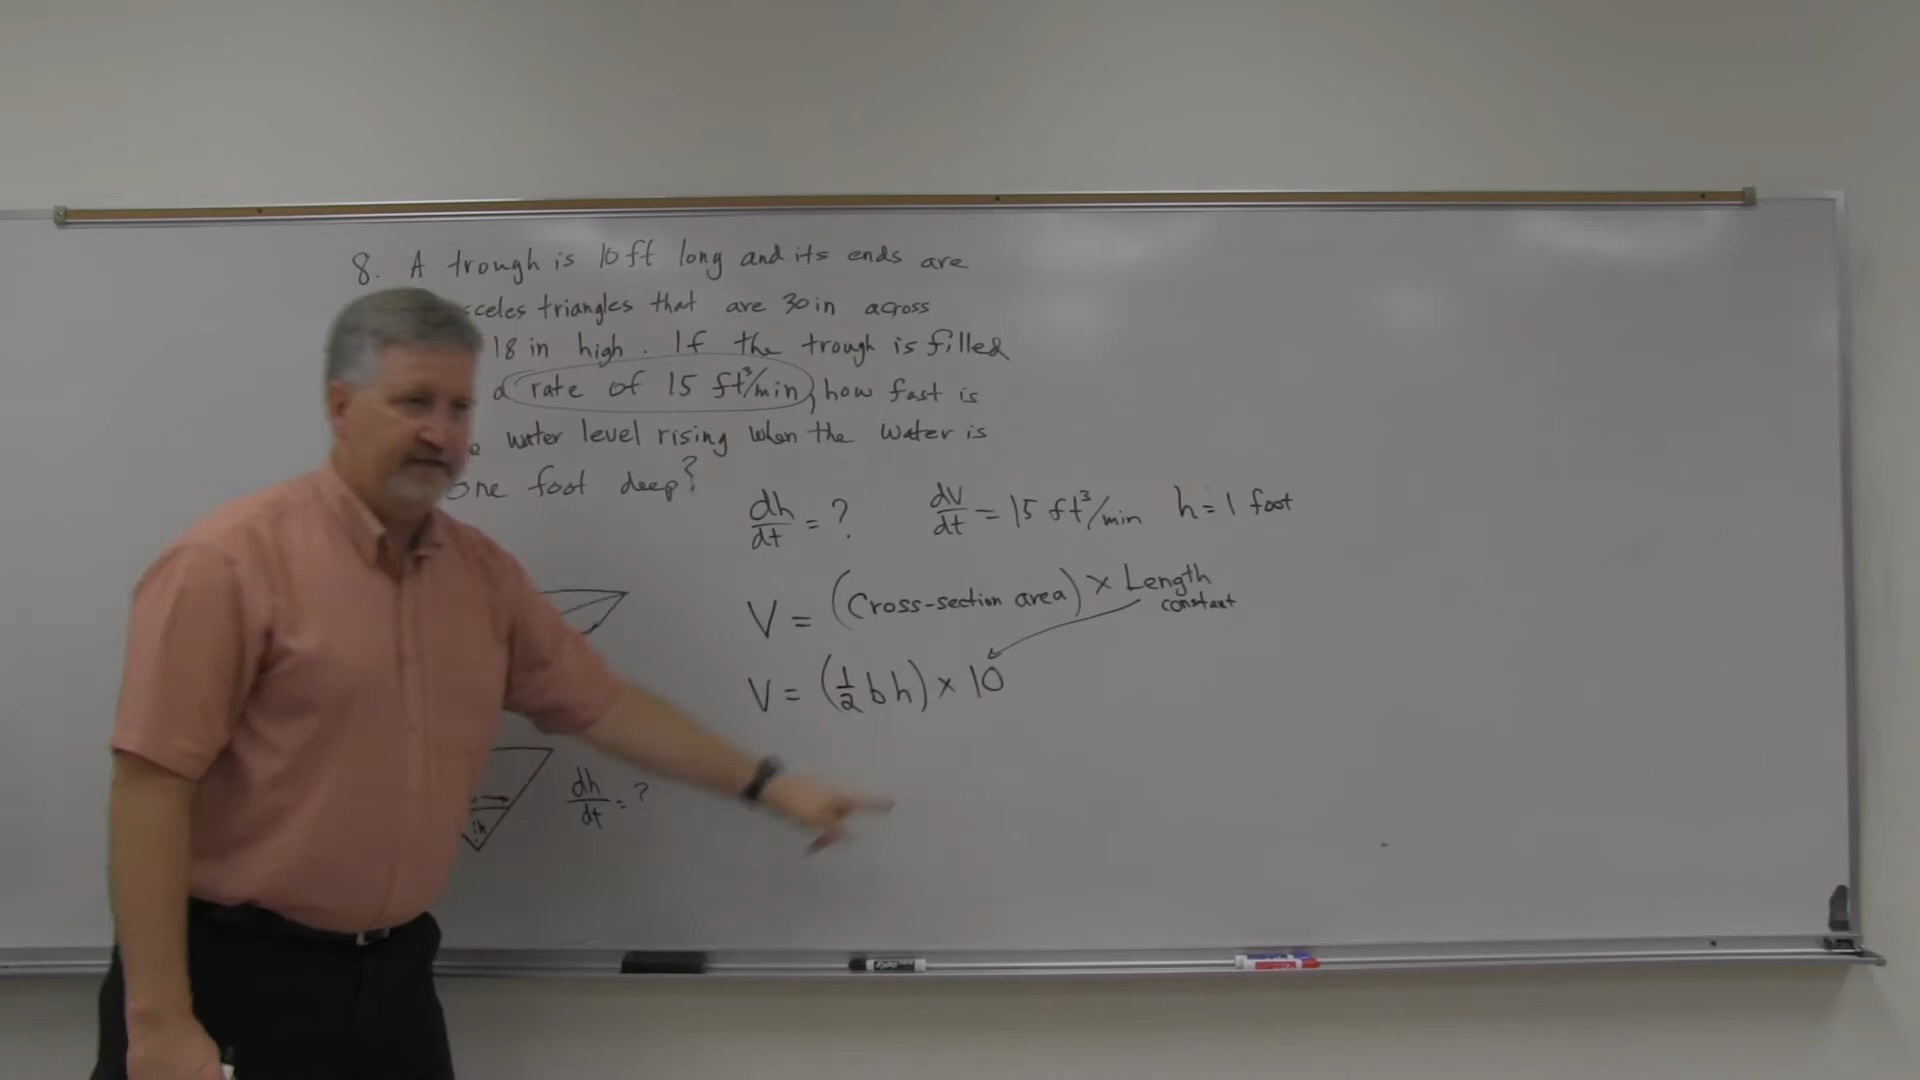 8. A trough is 10 ft long and its ends are
sceles triangles that are 30 in across
18 in high. If the trough is filled
a rate of 15 ft³/min, how fast is
water level rising when the water is
one foot deep?
dh/dt = ? dV/dt = 15 ft³/min h = 1 foot
V = (Cross-section area) × Length
constant
V = (1/2 b h) × 10
dh/dt = ?
h